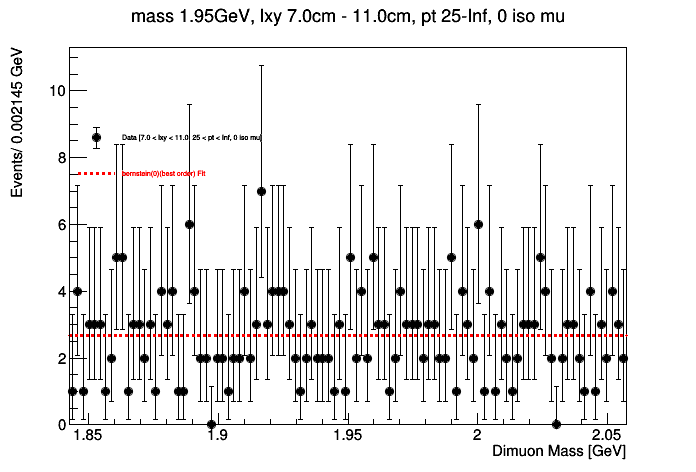 mass 1.95GeV, lxy 7.0cm - 11.0cm, pt 25-Inf, 0 iso mu
Events/ 0.002145 GeV
10
Data [7.0 < lxy < 11.0 25 < pt < Inf, 0 iso mu]
8
bernstein(0)(best order) Fit
6
4
2
0
1.85 1.9 1.95 2 2.05
Dimuon Mass [GeV]